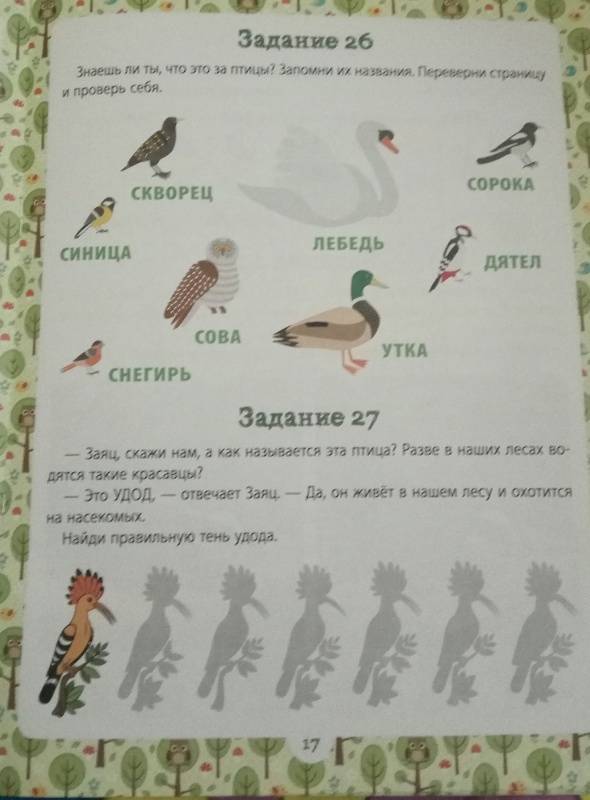 Задание 26
Знаешь ли ты, что это за птицы? Запомни их названия. Переверни страницу
и проверь себя.
СКВОРЕЦ
СОРОКА
ЛЕБЕДЬ
СИНИЦА
ДЯТЕЛ
СОВА
УТКА
СНЕГИРЬ
Задание 27
— Заяц, скажи нам, а как называется эта птица? Разве в наших лесах во-
дятся такие красавцы?
— Это УДОД, — отвечает Заяц. — Да, он живёт в нашем лесу и охотится
на насекомых.
Найди правильную тень удода.
17